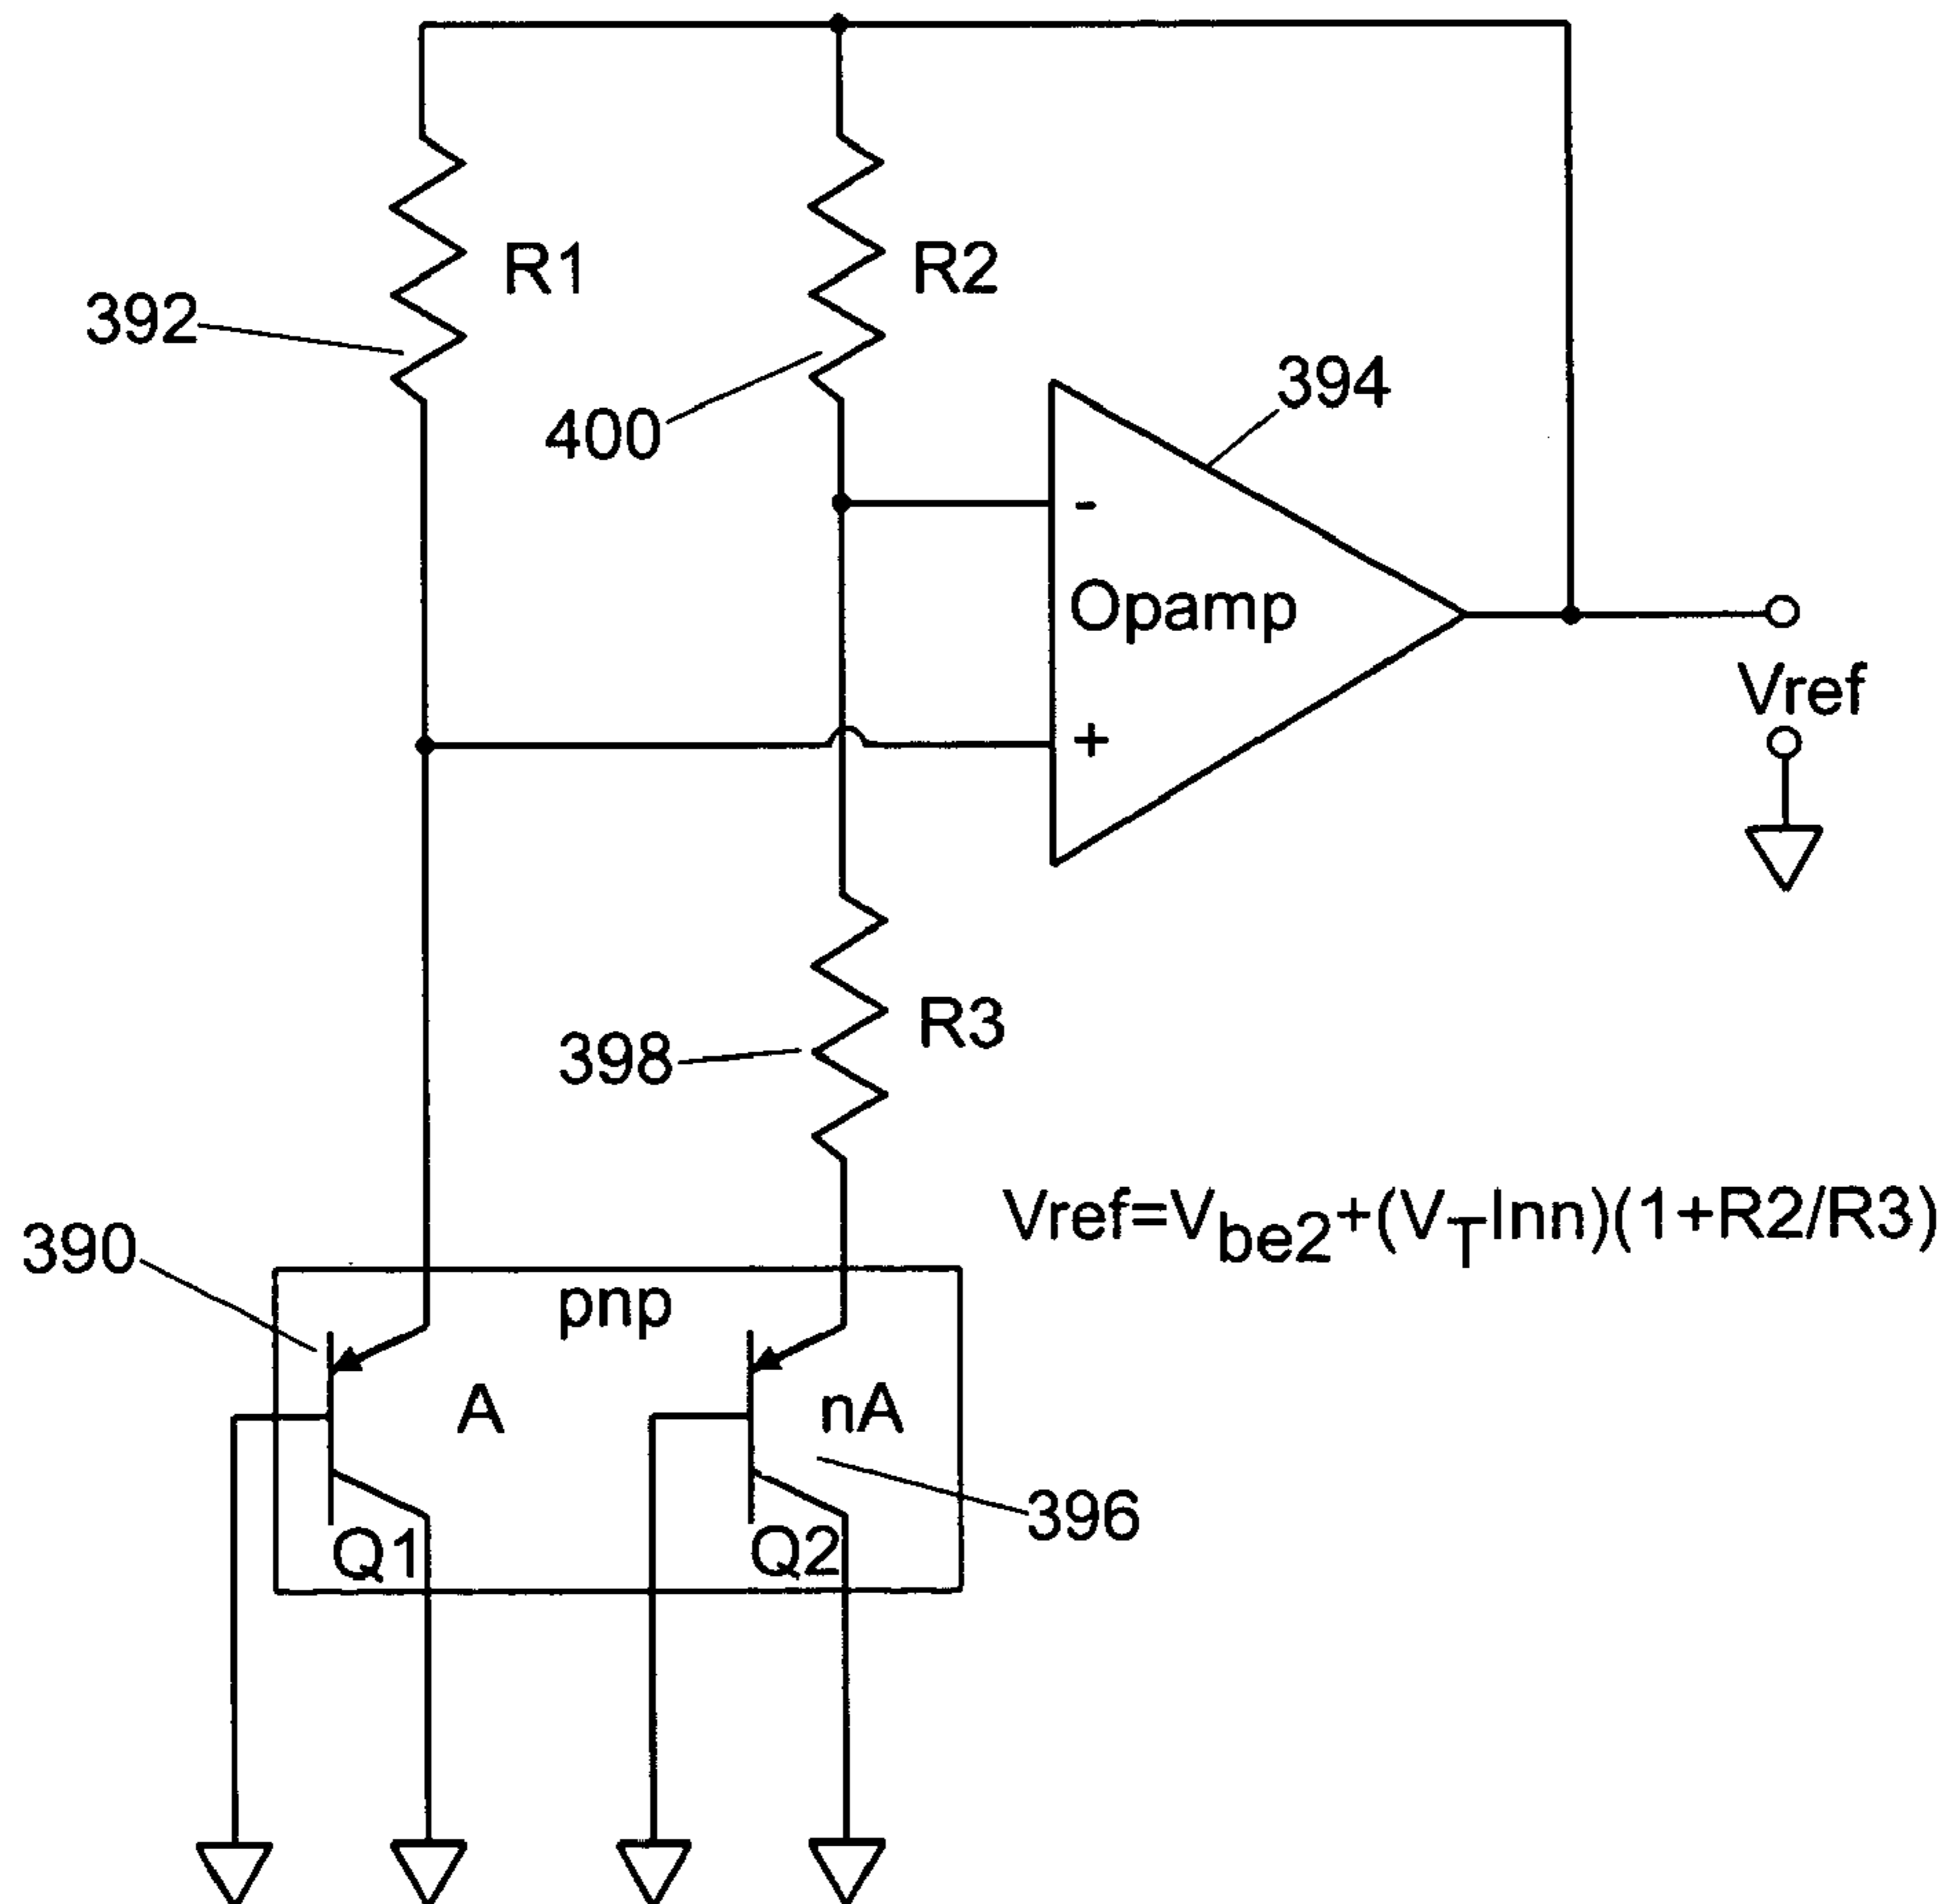 R1
R2
392
394
400
-
Opamp
+
Vref
R3
398
Vref=Vbe2+(VTlnn)(1+R2/R3)
390
pnp
A
nA
396
Q1
Q2